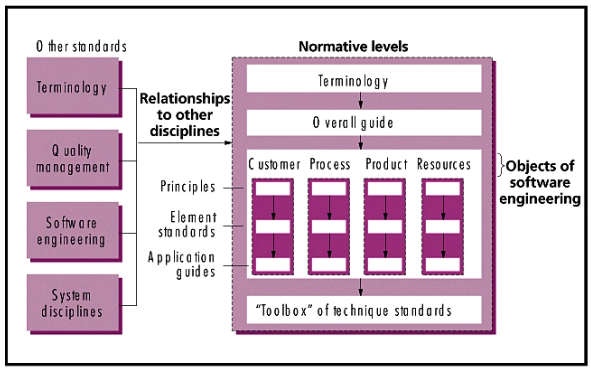 Other standards
Terminology
Quality
management
Software
engineering
System
disciplines
Relationships
to other
disciplines
Normative levels
Terminology
Overall guide
Customer Process Product Resources
Principles
Element
standards
Application
guides
"Toolbox" of technique standards
Objects of
software
engineering